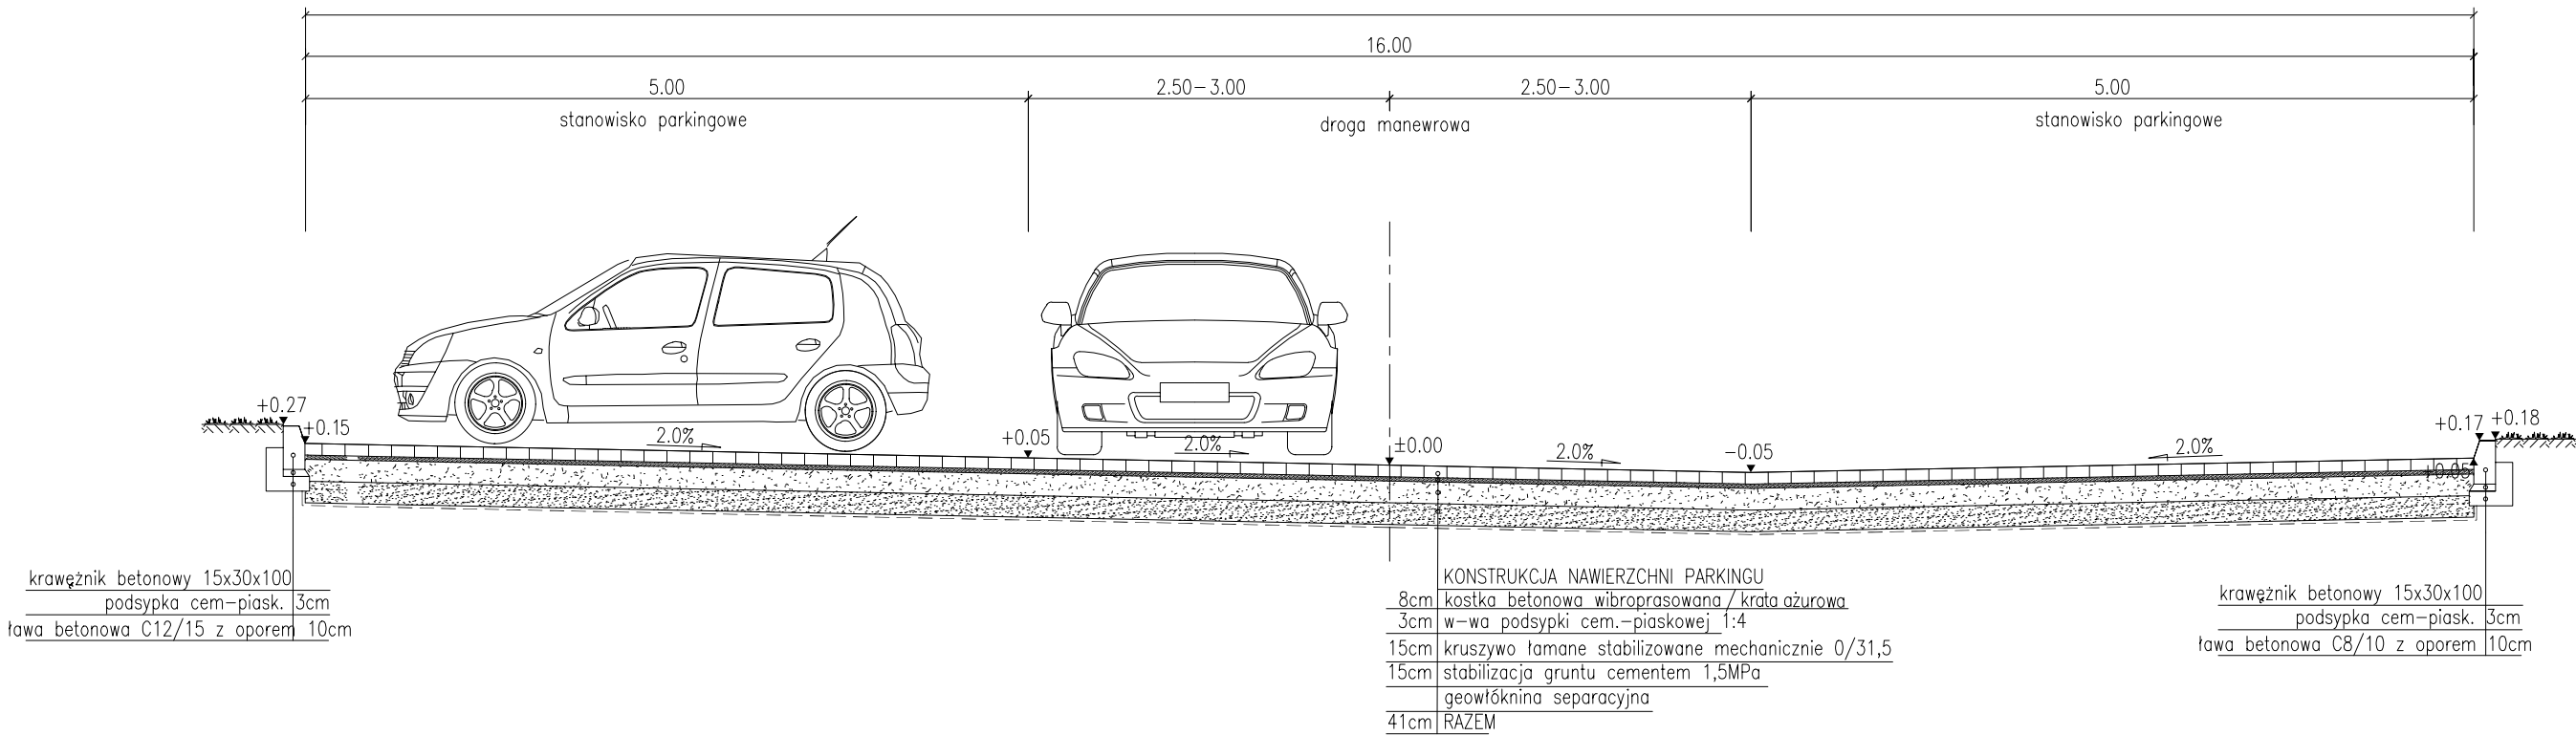 16.00
5.00
2.50-3.00
2.50-3.00
5.00
stanowisko parkingowe
droga manewrowa
stanowisko parkingowe
+0.27
+0.15
2.0%
+0.05
2.0%
±0.00
2.0%
-0.05
2.0%
+0.17
+0.18
+0.05
krawężnik betonowy 15x30x100
podsypka cem-piask. 3cm
ława betonowa C12/15 z oporem 10cm
KONSTRUKCJA NAWIERZCHNI PARKINGU
8cm kostka betonowa wibroprasowana / krata ażurowa
3cm w-wa podsypki cem.-piaskowej 1:4
15cm kruszywo łamane stabilizowane mechanicznie 0/31,5
15cm stabilizacja gruntu cementem 1,5MPa
geowłóknina separacyjna
41cm RAZEM
krawężnik betonowy 15x30x100
podsypka cem-piask. 3cm
ława betonowa C8/10 z oporem 10cm